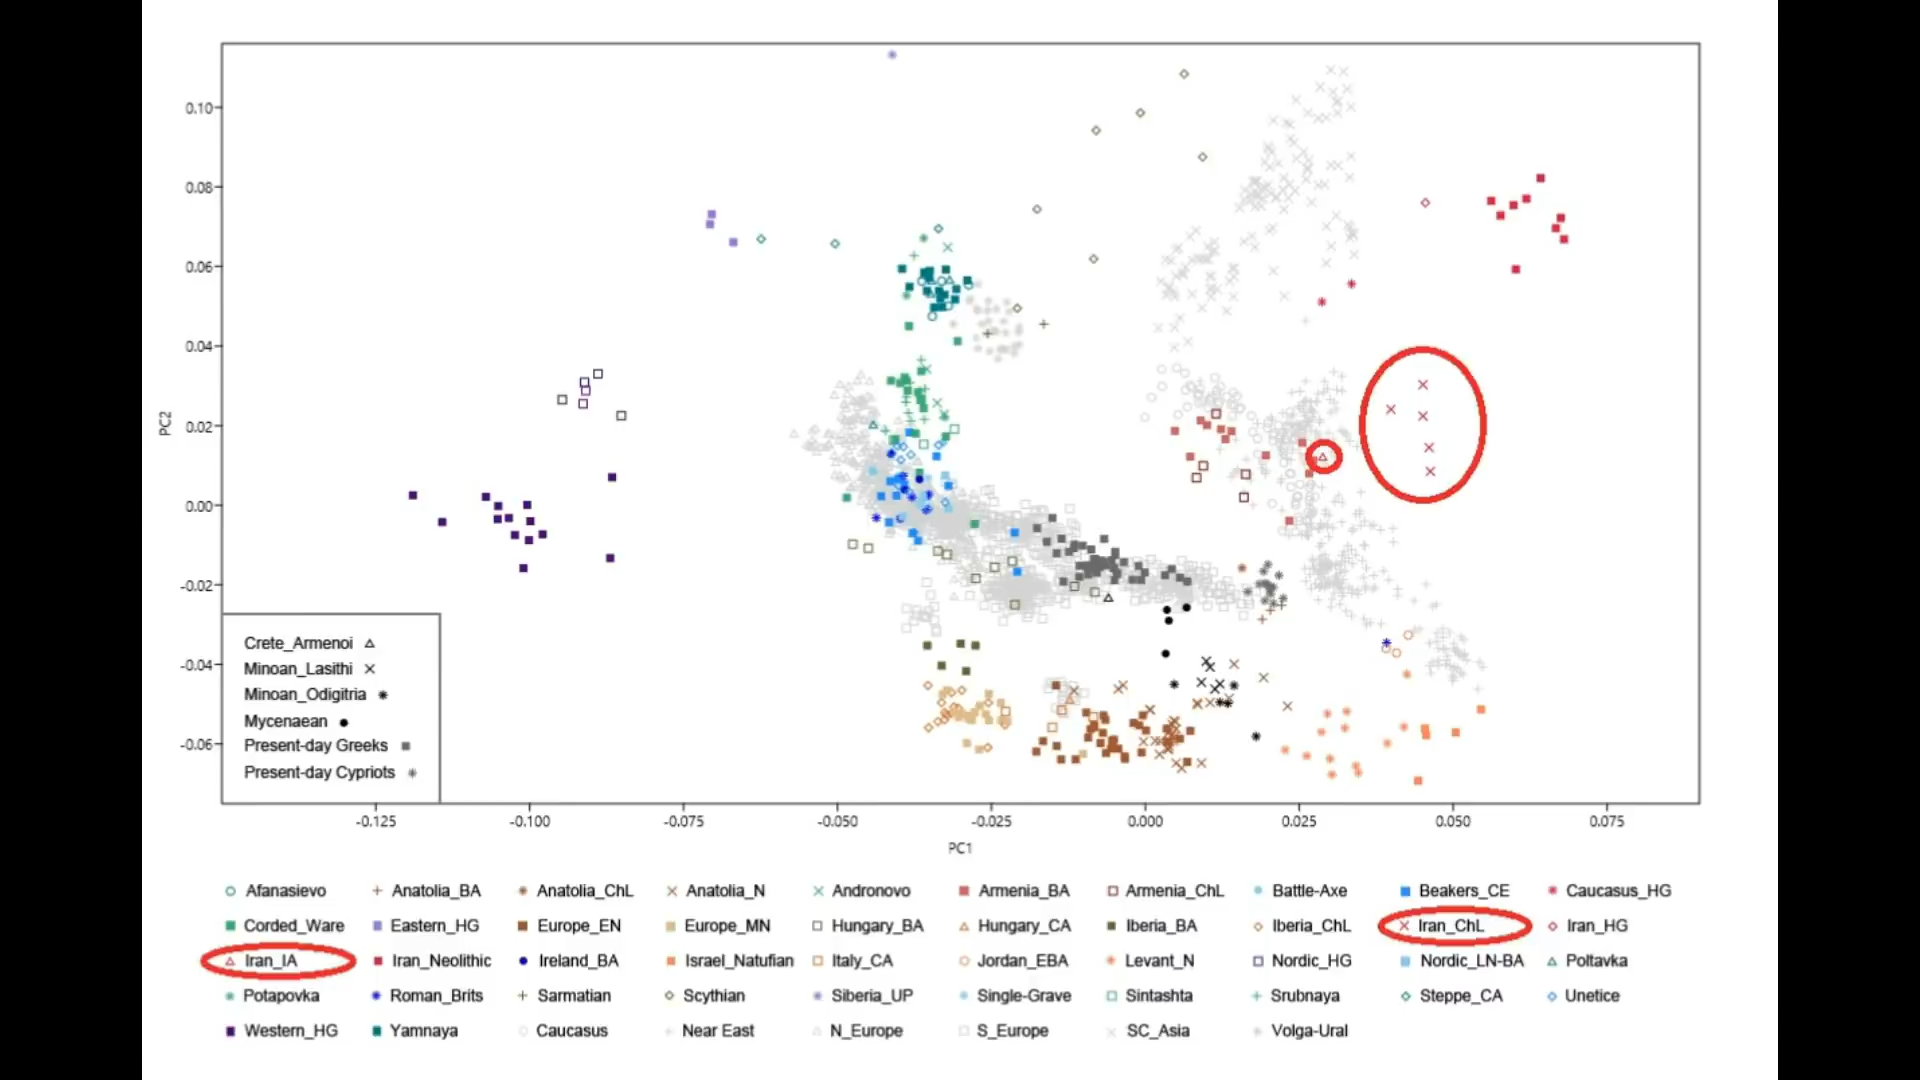 0.10
0.08
0.06
0.04
0.02
0.00
-0.02
-0.04
-0.06
PC2
Crete_Armenoi
Minoan_Lasithi
Minoan_Odigitria
Mycenaean
Present-day Greeks
Present-day Cypriots
-0.125 -0.100 -0.075 -0.050 -0.025 0.000 0.025 0.050 0.075
PC1
Afanasievo Anatolia_BA Anatolia_ChL Anatolia_N Andronovo Armenia_BA Armenia_ChL Battle-Axe Beakers_CE Caucasus_HG
Corded_Ware Eastern_HG Europe_EN Europe_MN Hungary_BA Hungary_CA Iberia_BA Iberia_ChL Iran_ChL Iran_HG
Iran_IA Iran_Neolithic Ireland_BA Israel_Natufian Italy_CA Jordan_EBA Levant_N Nordic_HG Nordic_LN-BA Poltavka
Potapovka Roman_Brits Sarmatian Scythian Siberia_UP Single-Grave Sintashta Srubnaya Steppe_CA Unetice
Western_HG Yamnaya Caucasus Near East N_Europe S_Europe SC_Asia Volga-Ural